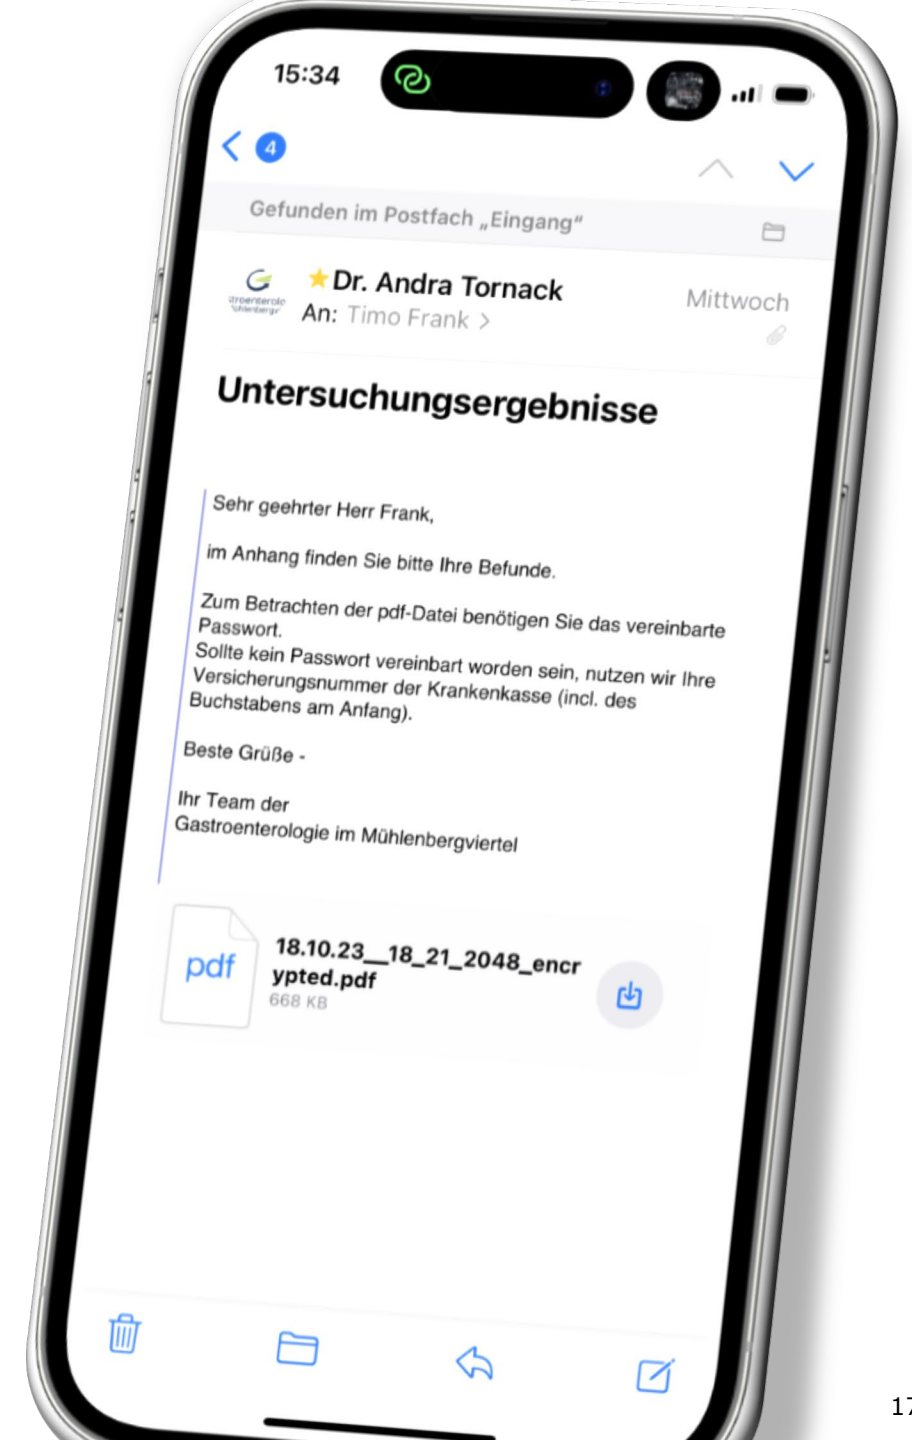 15:34
4
Gefunden im Postfach „Eingang“
Dr. Andra Tornack
Mittwoch
An: Timo Frank >
Untersuchungsergebnisse
Sehr geehrter Herr Frank,
im Anhang finden Sie bitte Ihre Befunde.
Zum Betrachten der pdf-Datei benötigen Sie das vereinbarte
Passwort.
Sollte kein Passwort vereinbart worden sein, nutzen wir Ihre
Versicherungsnummer der Krankenkasse (incl. des
Buchstabens am Anfang).
Beste Grüße -
Ihr Team der
Gastroenterologie im Mühlenbergviertel
pdf
18.10.23__18_21_2048_encr
ypted.pdf
668 KB
17